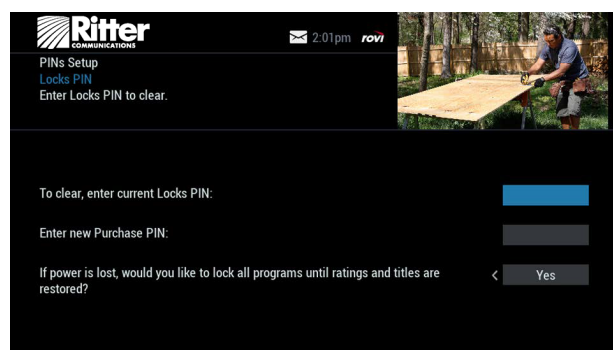 Ritter
COMMUNICATIONS
2:01pm rovi
PINs Setup
Locks PIN
Enter Locks PIN to clear.
To clear, enter current Locks PIN:
Enter new Purchase PIN:
If power is lost, would you like to lock all programs until ratings and titles are
restored?
< Yes